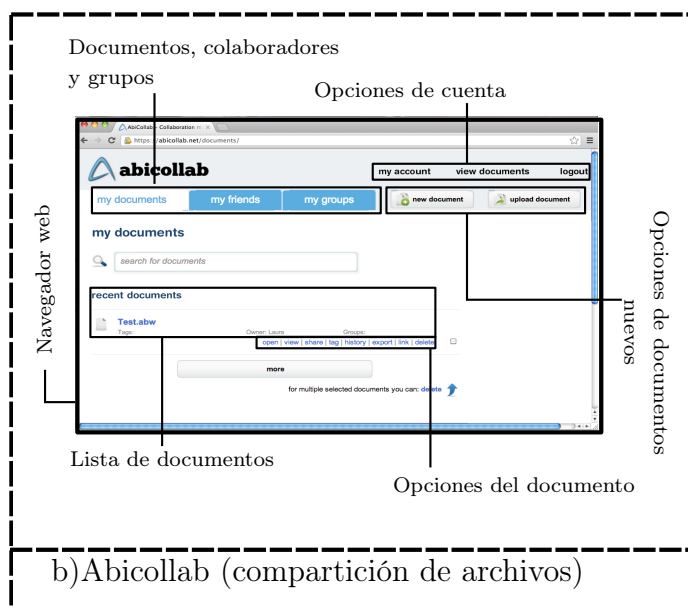 Documentos, colaboradores
y grupos
Opciones de cuenta
AbiCollab - Collaboration
https://abicollab.net/documents/
abicollab
my account view documents logout
my documents my friends my groups
new document upload document
my documents
search for documents
recent documents
Test.abw
Tags: Owner: Laura Groups:
open | view | share | tag | history | export | link | delete
more
for multiple selected documents you can: delete
Navegador web
Opciones de documentos
nuevos
Lista de documentos
Opciones del documento
b)Abicollab (compartición de archivos)